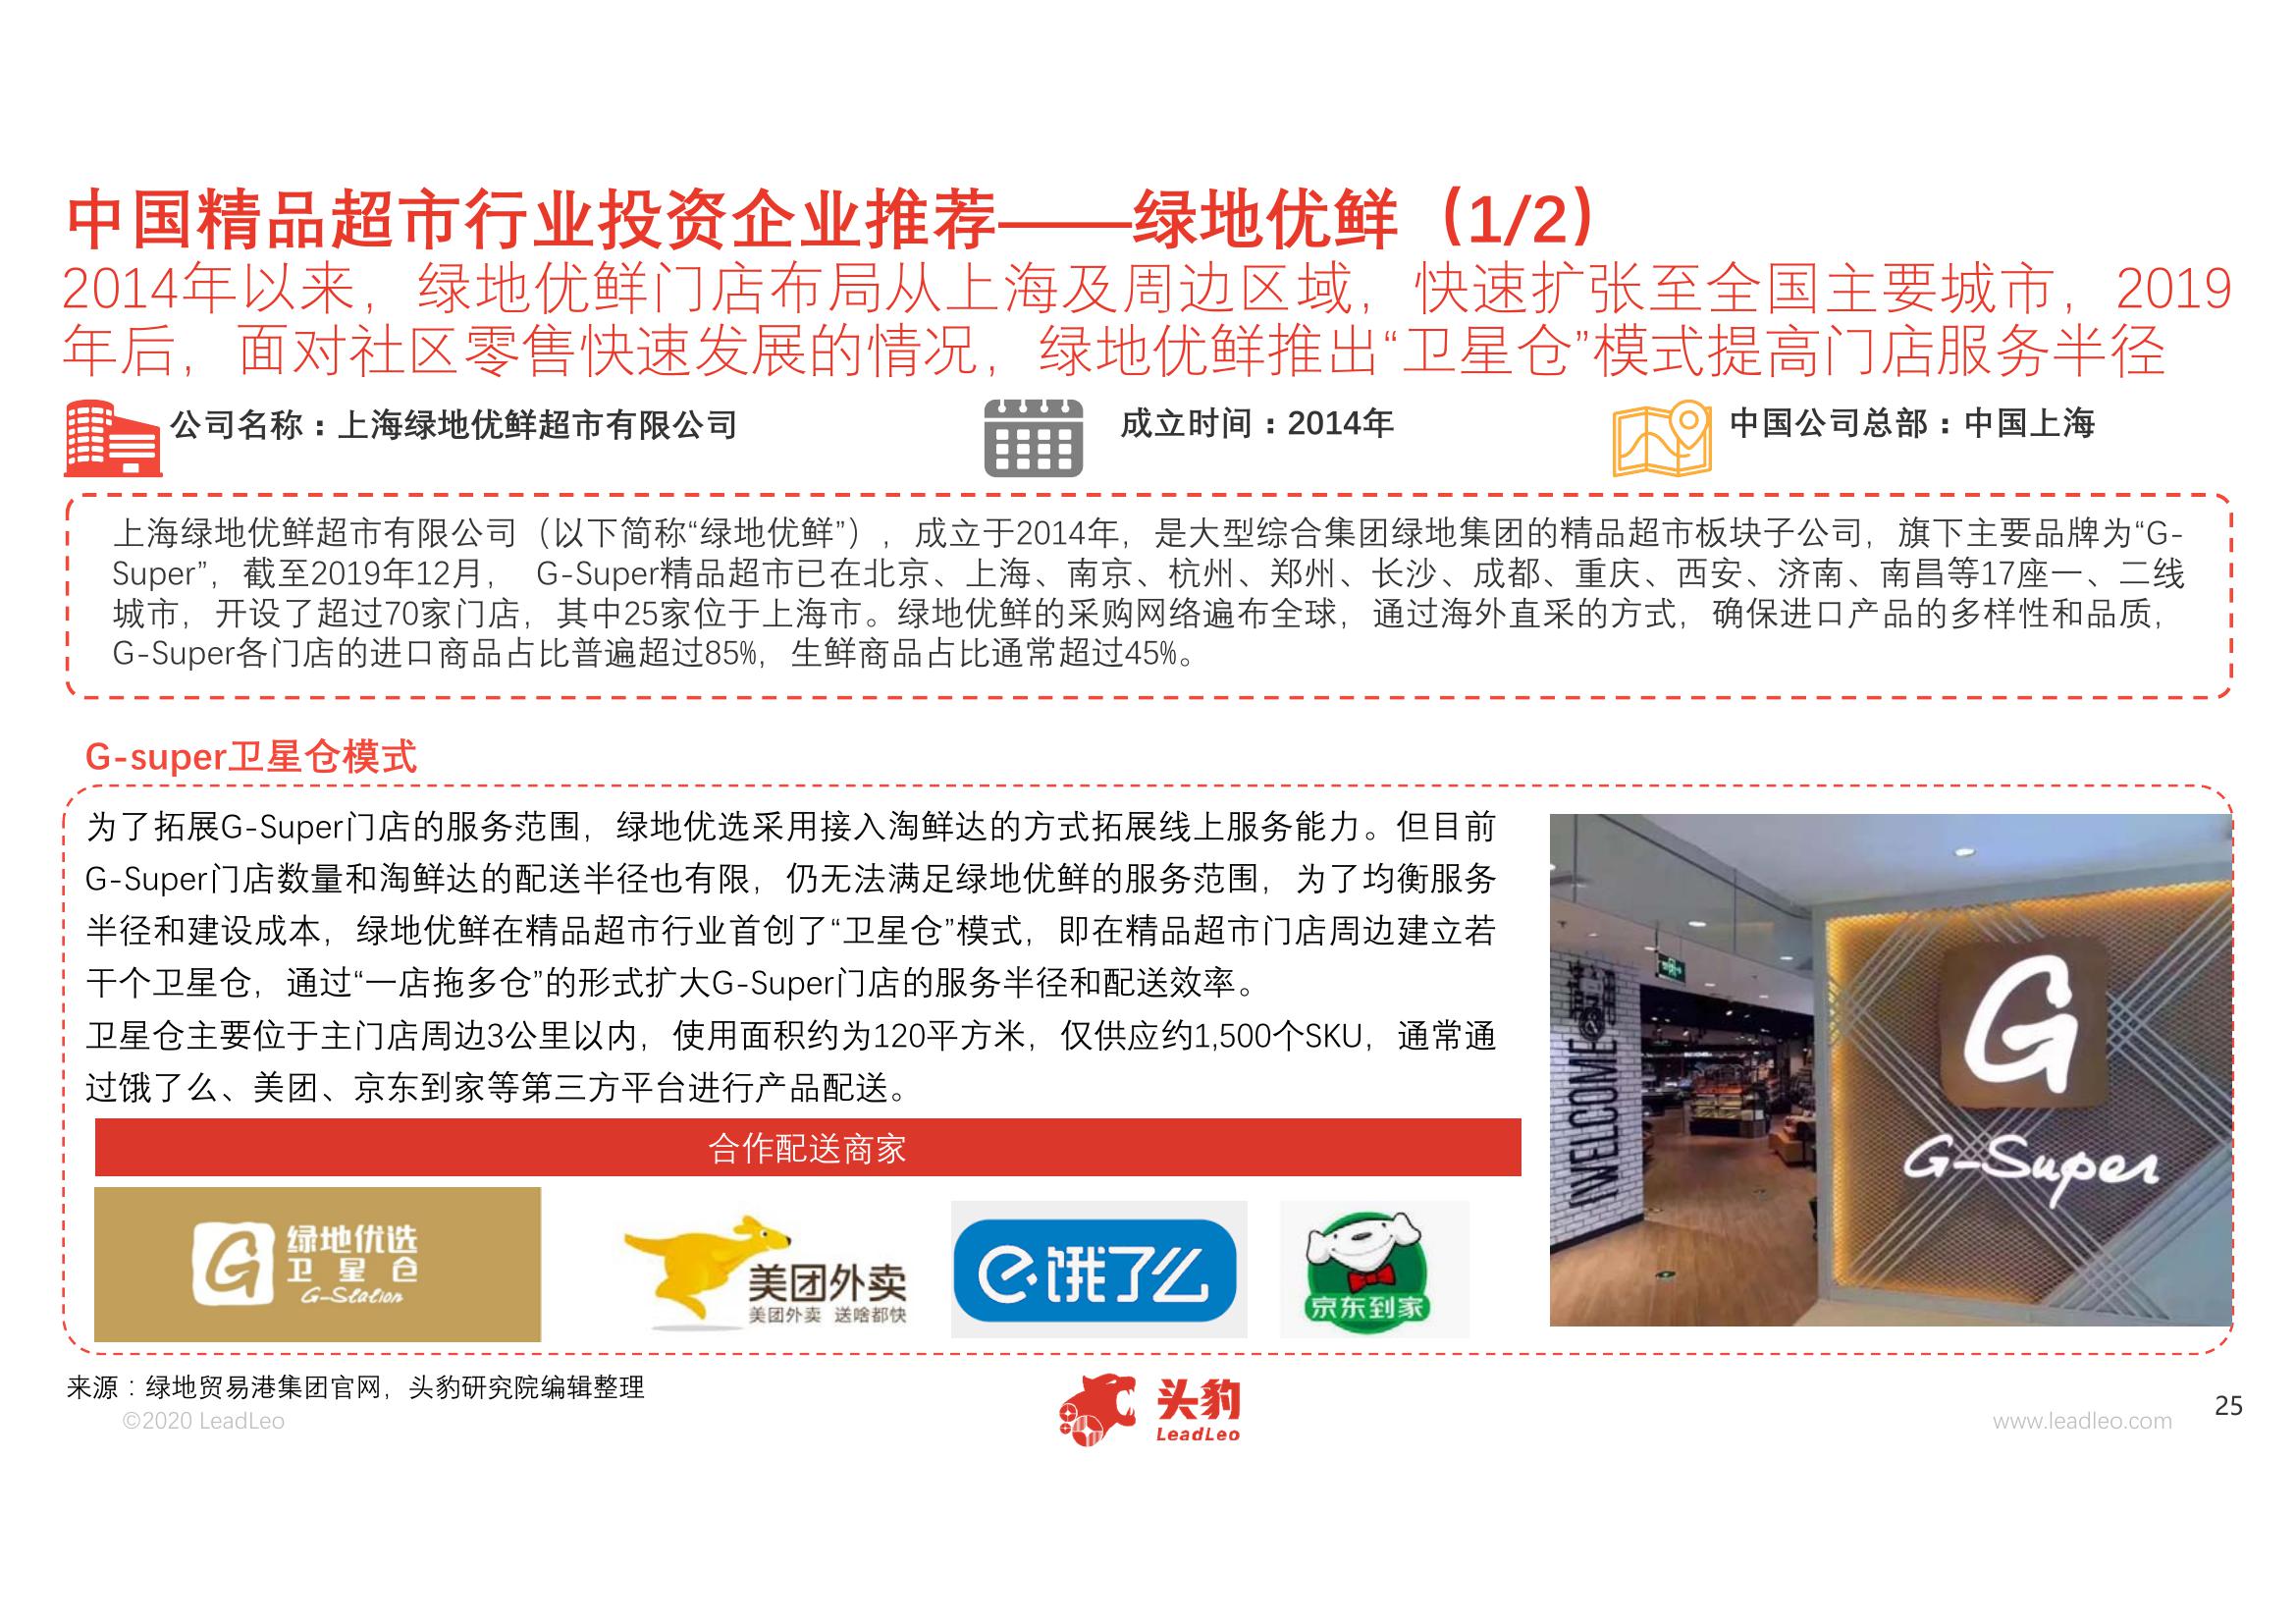 中国精品超市行业投资企业推荐——绿地优鲜（1/2）
2014年以来，绿地优鲜门店布局从上海及周边区域，快速扩张至全国主要城市，2019
年后，面对社区零售快速发展的情况，绿地优鲜推出“卫星仓”模式提高门店服务半径
公司名称：上海绿地优鲜超市有限公司
成立时间：2014年
中国公司总部：中国上海
上海绿地优鲜超市有限公司（以下简称“绿地优鲜”），成立于2014年，是大型综合集团绿地集团的精品超市板块子公司，旗下主要品牌为“G-
Super”，截至2019年12月， G-Super精品超市已在北京、上海、南京、杭州、郑州、长沙、成都、重庆、西安、济南、南昌等17座一、二线
城市，开设了超过70家门店，其中25家位于上海市。绿地优鲜的采购网络遍布全球，通过海外直采的方式，确保进口产品的多样性和品质，
G-Super各门店的进口商品占比普遍超过85%，生鲜商品占比通常超过45%。
G-super卫星仓模式
为了拓展G-Super门店的服务范围，绿地优选采用接入淘鲜达的方式拓展线上服务能力。但目前
G-Super门店数量和淘鲜达的配送半径也有限，仍无法满足绿地优鲜的服务范围，为了均衡服务
半径和建设成本，绿地优鲜在精品超市行业首创了“卫星仓”模式，即在精品超市门店周边建立若
干个卫星仓，通过“一店拖多仓”的形式扩大G-Super门店的服务半径和配送效率。
卫星仓主要位于主门店周边3公里以内，使用面积约为120平方米，仅供应约1,500个SKU，通常通
过饿了么、美团、京东到家等第三方平台进行产品配送。
合作配送商家
G 绿地优选
卫星仓
G-Station
美团外卖
美团外卖 送啥都快
e 饿了么
京东到家
WELCOME
G
G-Super
来源：绿地贸易港集团官网，头豹研究院编辑整理
©2020 LeadLeo
头豹
LeadLeo
www.leadleo.com
25